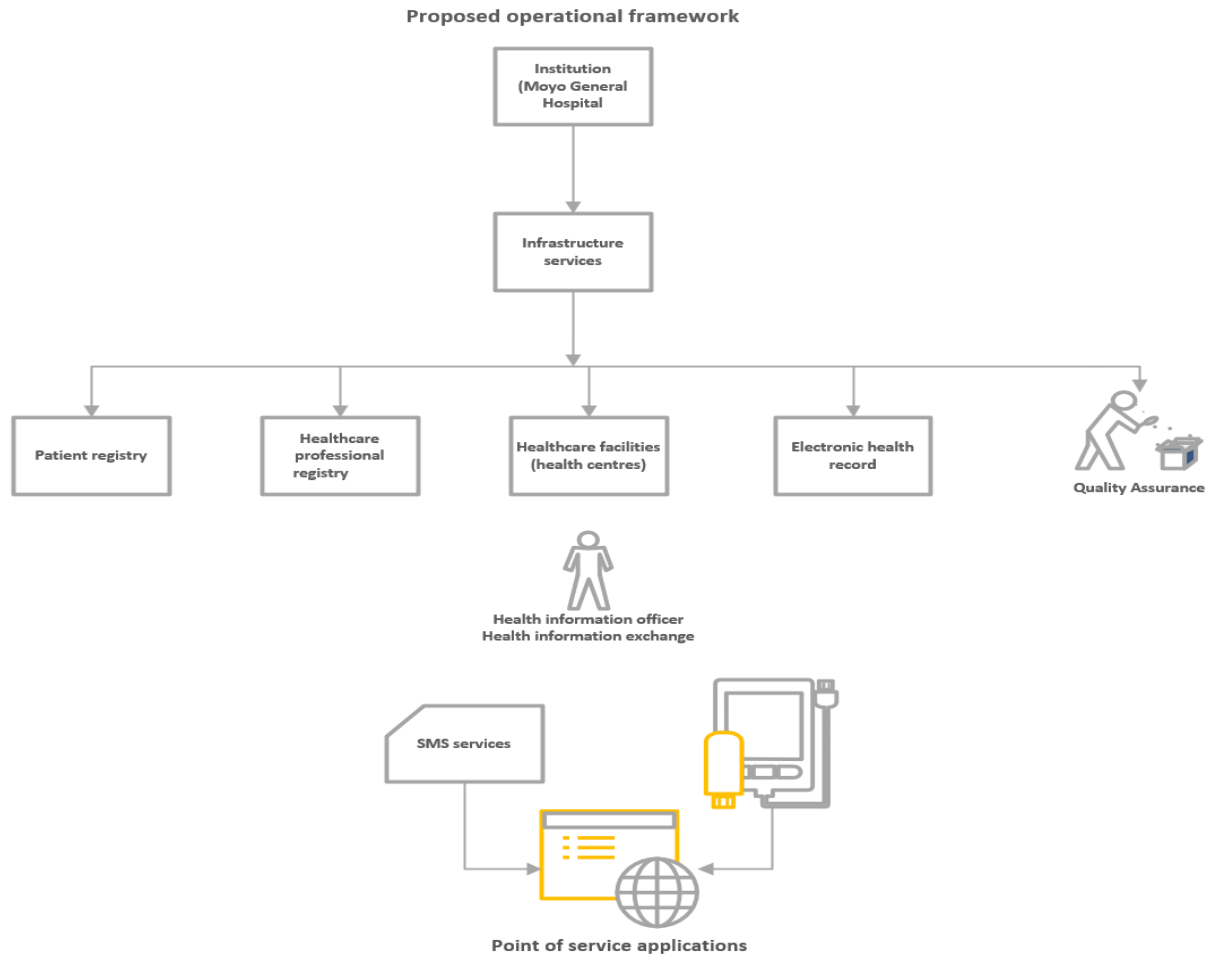 Proposed operational framework
Institution
(Moyo General
Hospital
Infrastructure
services
Patient registry
Healthcare
professional
registry
Healthcare facilities
(health centres)
Electronic health
record
Quality Assurance
Health information officer
Health information exchange
SMS services
Point of service applications